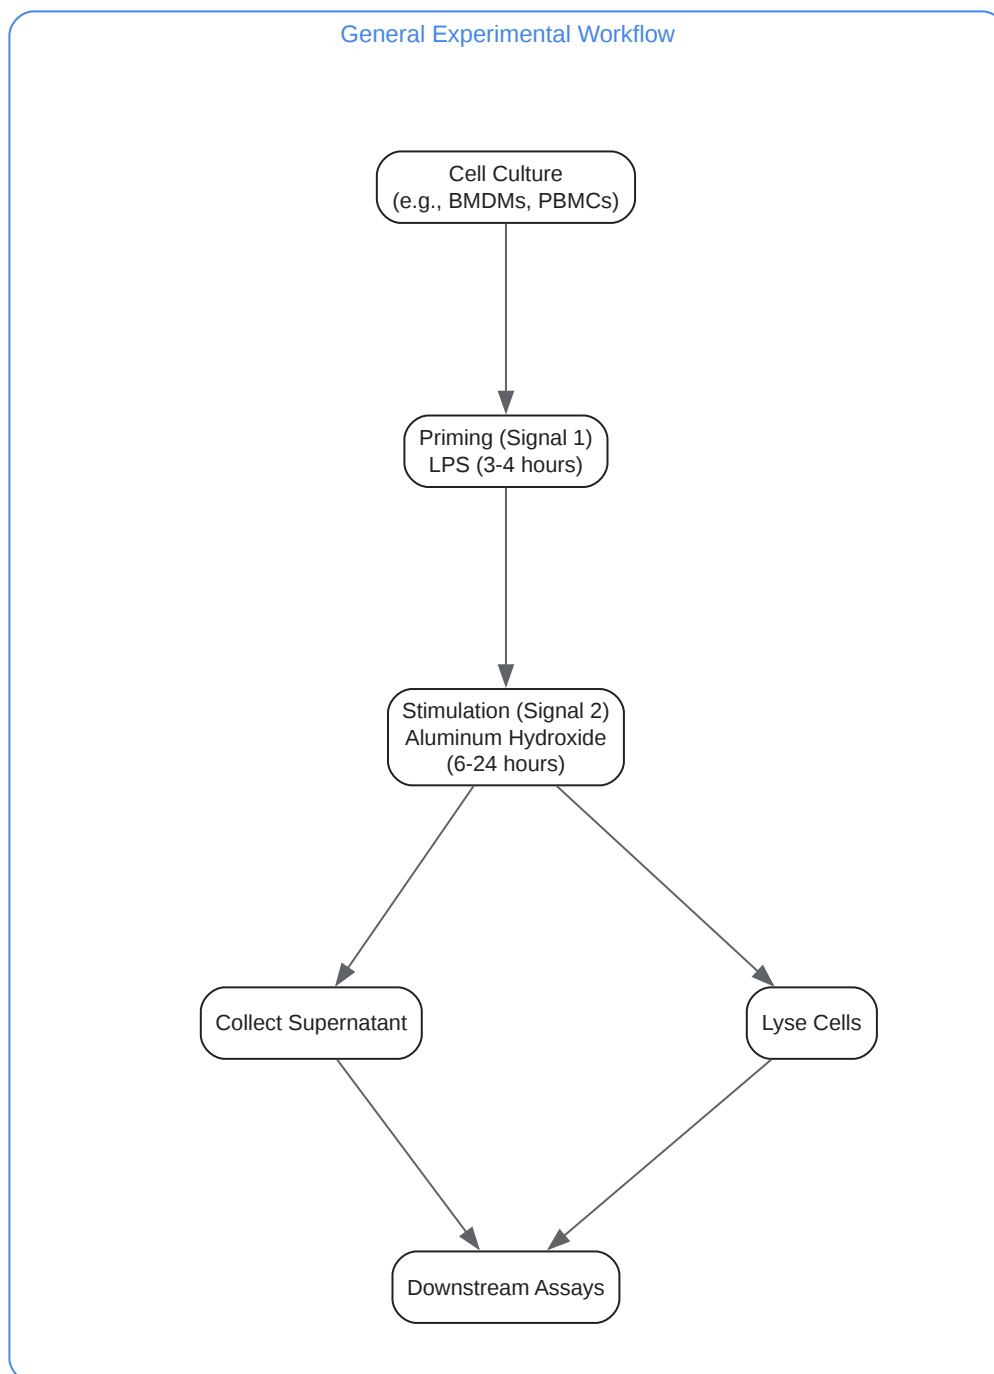 General Experimental Workflow
Cell Culture
(e.g., BMDMs, PBMCs)
Priming (Signal 1)
LPS (3-4 hours)
Stimulation (Signal 2)
Aluminum Hydroxide
(6-24 hours)
Collect Supernatant
Lyse Cells
Downstream Assays